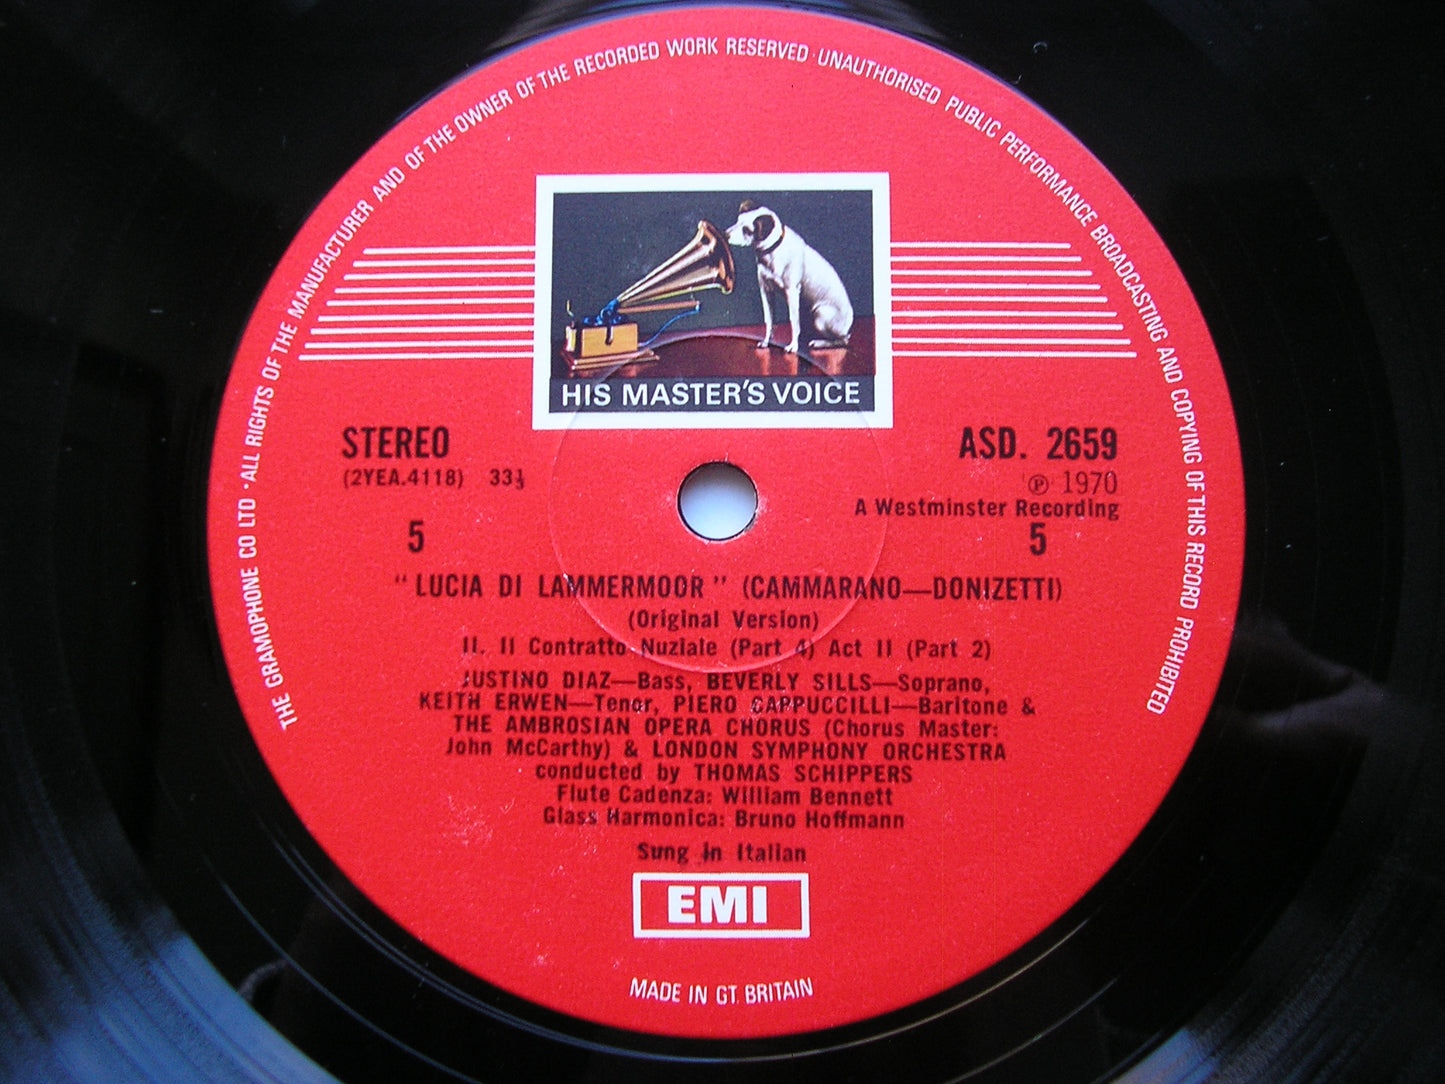 THE GRAMOPHONE CO LTD · ALL RIGHTS OF THE MANUFACTURER AND OF THE OWNER OF THE RECORDED WORK RESERVED · UNAUTHORISED PUBLIC PERFORMANCE BROADCASTING AND COPYING OF THIS RECORD PROHIBITED
HIS MASTER'S VOICE
STEREO
(2YEA.4118) 33⅓
5
ASD. 2659
℗ 1970
A Westminster Recording
5
"LUCIA DI LAMMERMOOR" (CAMMARANO—DONIZETTI)
(Original Version)
II. Il Contratto Nuziale (Part 4) Act II (Part 2)
JUSTINO DIAZ—Bass, BEVERLY SILLS—Soprano,
KEITH ERWEN—Tenor, PIERO CAPPUCCILLI—Baritone &
THE AMBROSIAN OPERA CHORUS (Chorus Master:
John McCarthy) & LONDON SYMPHONY ORCHESTRA
conducted by THOMAS SCHIPPERS
Flute Cadenza: William Bennett
Glass Harmonica: Bruno Hoffmann
Sung in Italian
EMI
MADE IN GT. BRITAIN